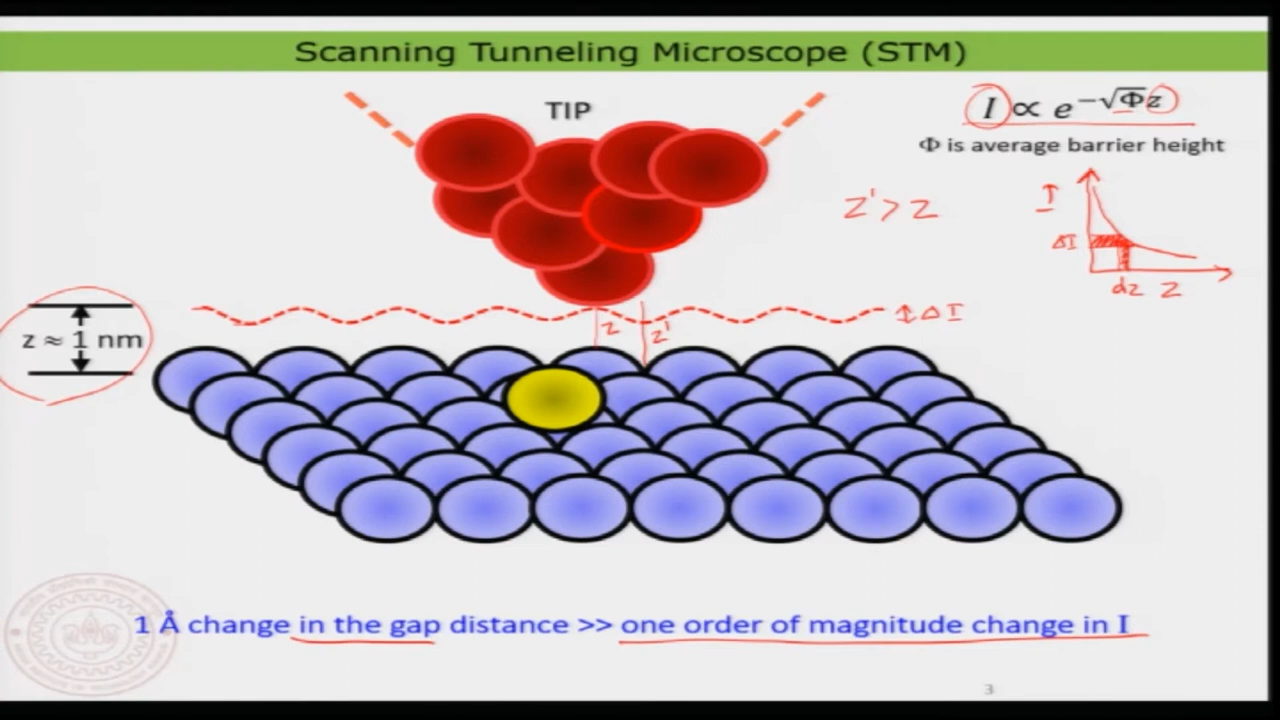 Scanning Tunneling Microscope (STM)
TIP
I ∝ e^{-√Φz}
Φ is average barrier height
z' > z
I
ΔI
dz z
z ≈ 1 nm
z
z'
↕ Δ I
1 Å change in the gap distance >> one order of magnitude change in I
3